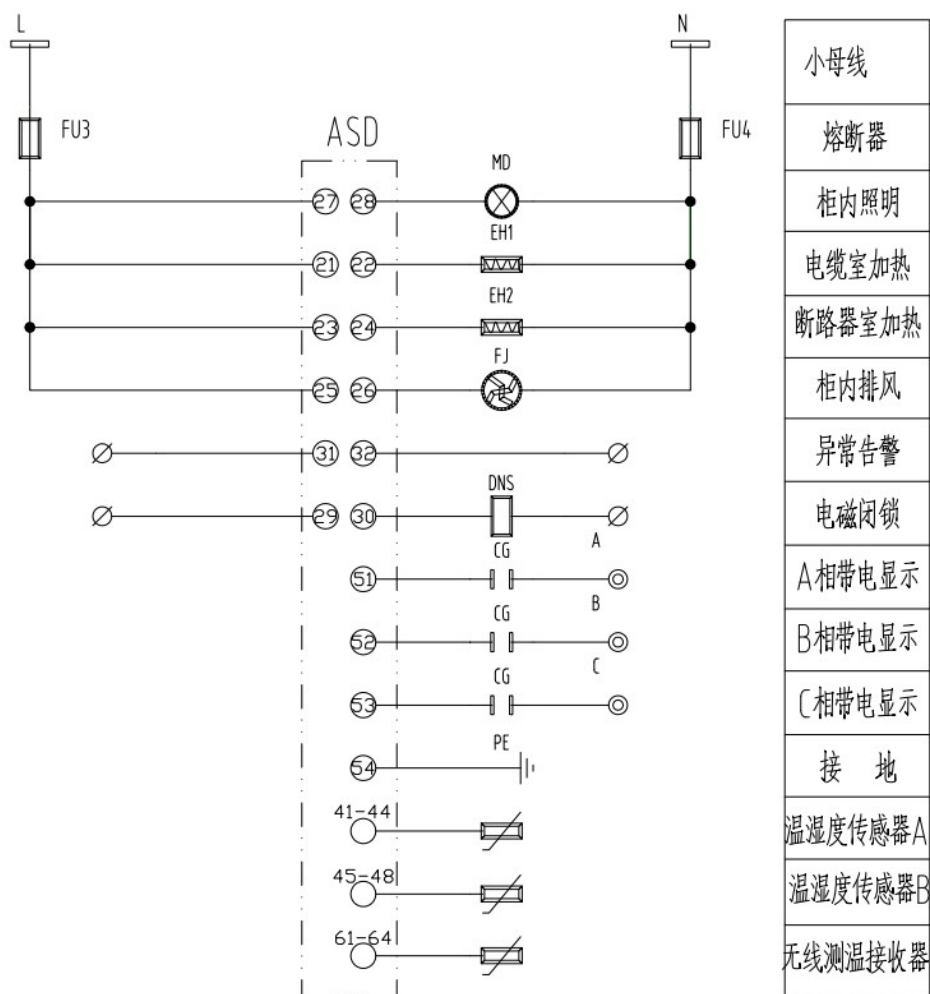 L
N
小母线
FU3
ASD
FU4
熔断器
MD
27 28
柜内照明
EH1
21 22
电缆室加热
EH2
23 24
断路器室加热
FJ
25 26
柜内排风
31 32
异常告警
DNS
29 30
电磁闭锁
A
CG
51
A相带电显示
B
CG
52
B相带电显示
C
CG
53
C相带电显示
PE
54
接 地
41-44
温湿度传感器A
45-48
温湿度传感器B
61-64
无线测温接收器